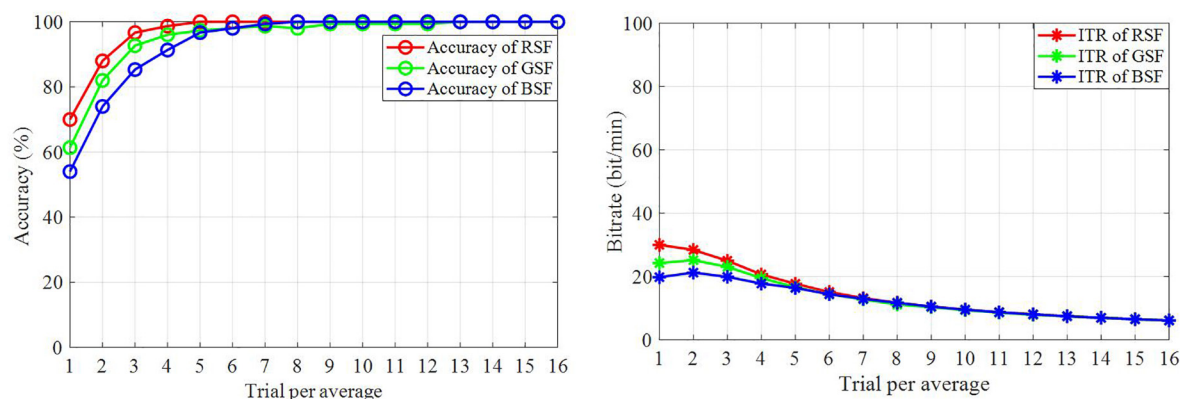 100
80
60
40
20
0
Accuracy (%)
Accuracy of RSF
Accuracy of GSF
Accuracy of BSF
1 2 3 4 5 6 7 8 9 10 11 12 13 14 15 16
Trial per average
100
80
60
40
20
0
Bitrate (bit/min)
ITR of RSF
ITR of GSF
ITR of BSF
1 2 3 4 5 6 7 8 9 10 11 12 13 14 15 16
Trial per average